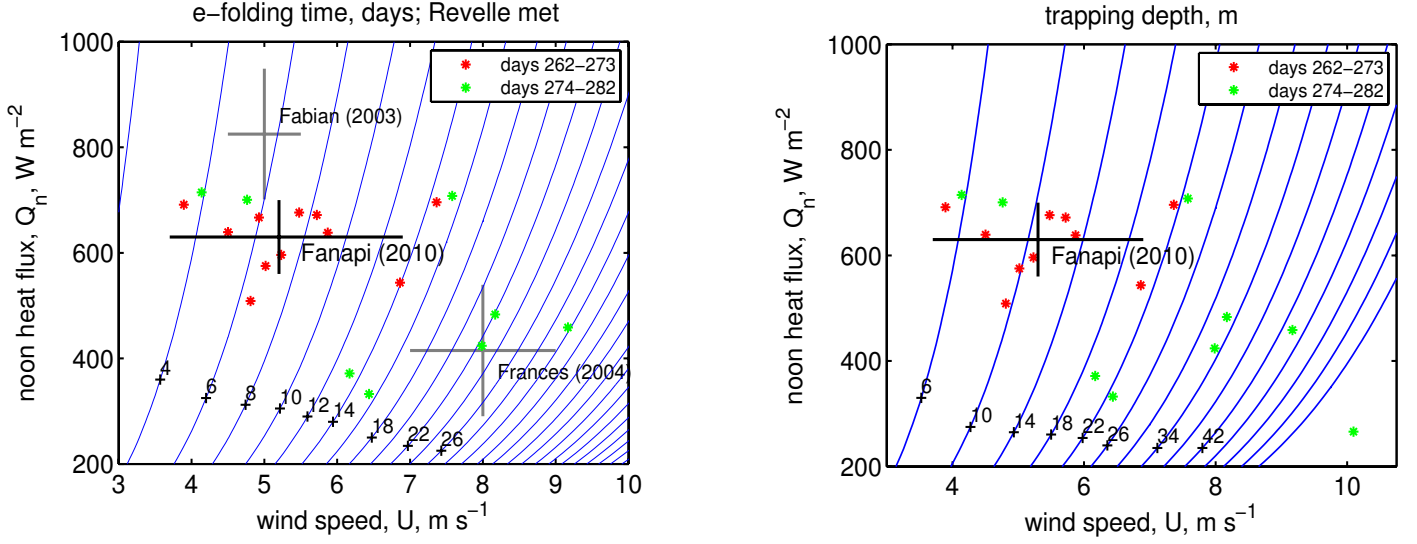 e−folding time, days; Revelle met
1000
800
600
400
200
noon heat flux, Q_n, W m^−2
days 262−273
days 274−282
Fabian (2003)
Fanapi (2010)
Frances (2004)
4
6
8
10
12
14
18
22
26
3 4 5 6 7 8 9 10
wind speed, U, m s^−1
trapping depth, m
1000
800
600
400
200
noon heat flux, Q_n, W m^−2
days 262−273
days 274−282
Fanapi (2010)
6
10
14
18
22
26
34
42
4 6 8 10
wind speed, U, m s^−1